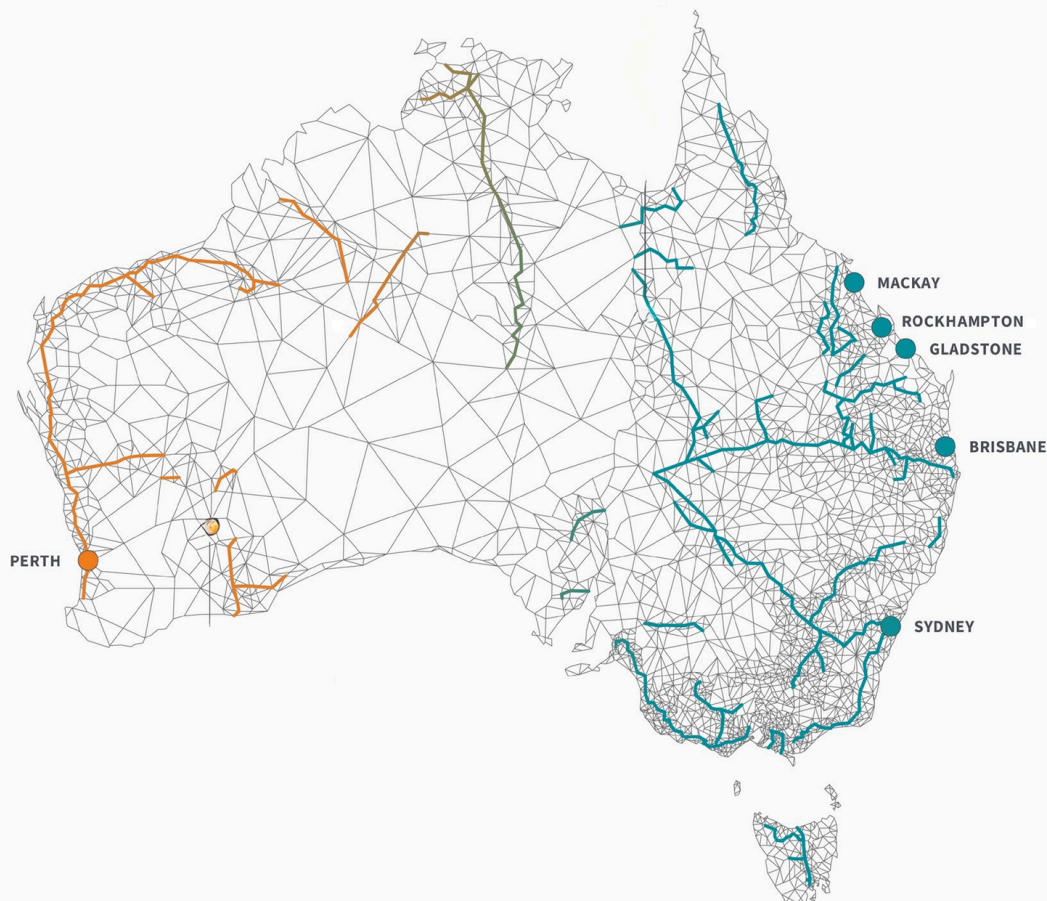 MACKAY
ROCKHAMPTON
GLADSTONE
BRISBANE
PERTH
SYDNEY